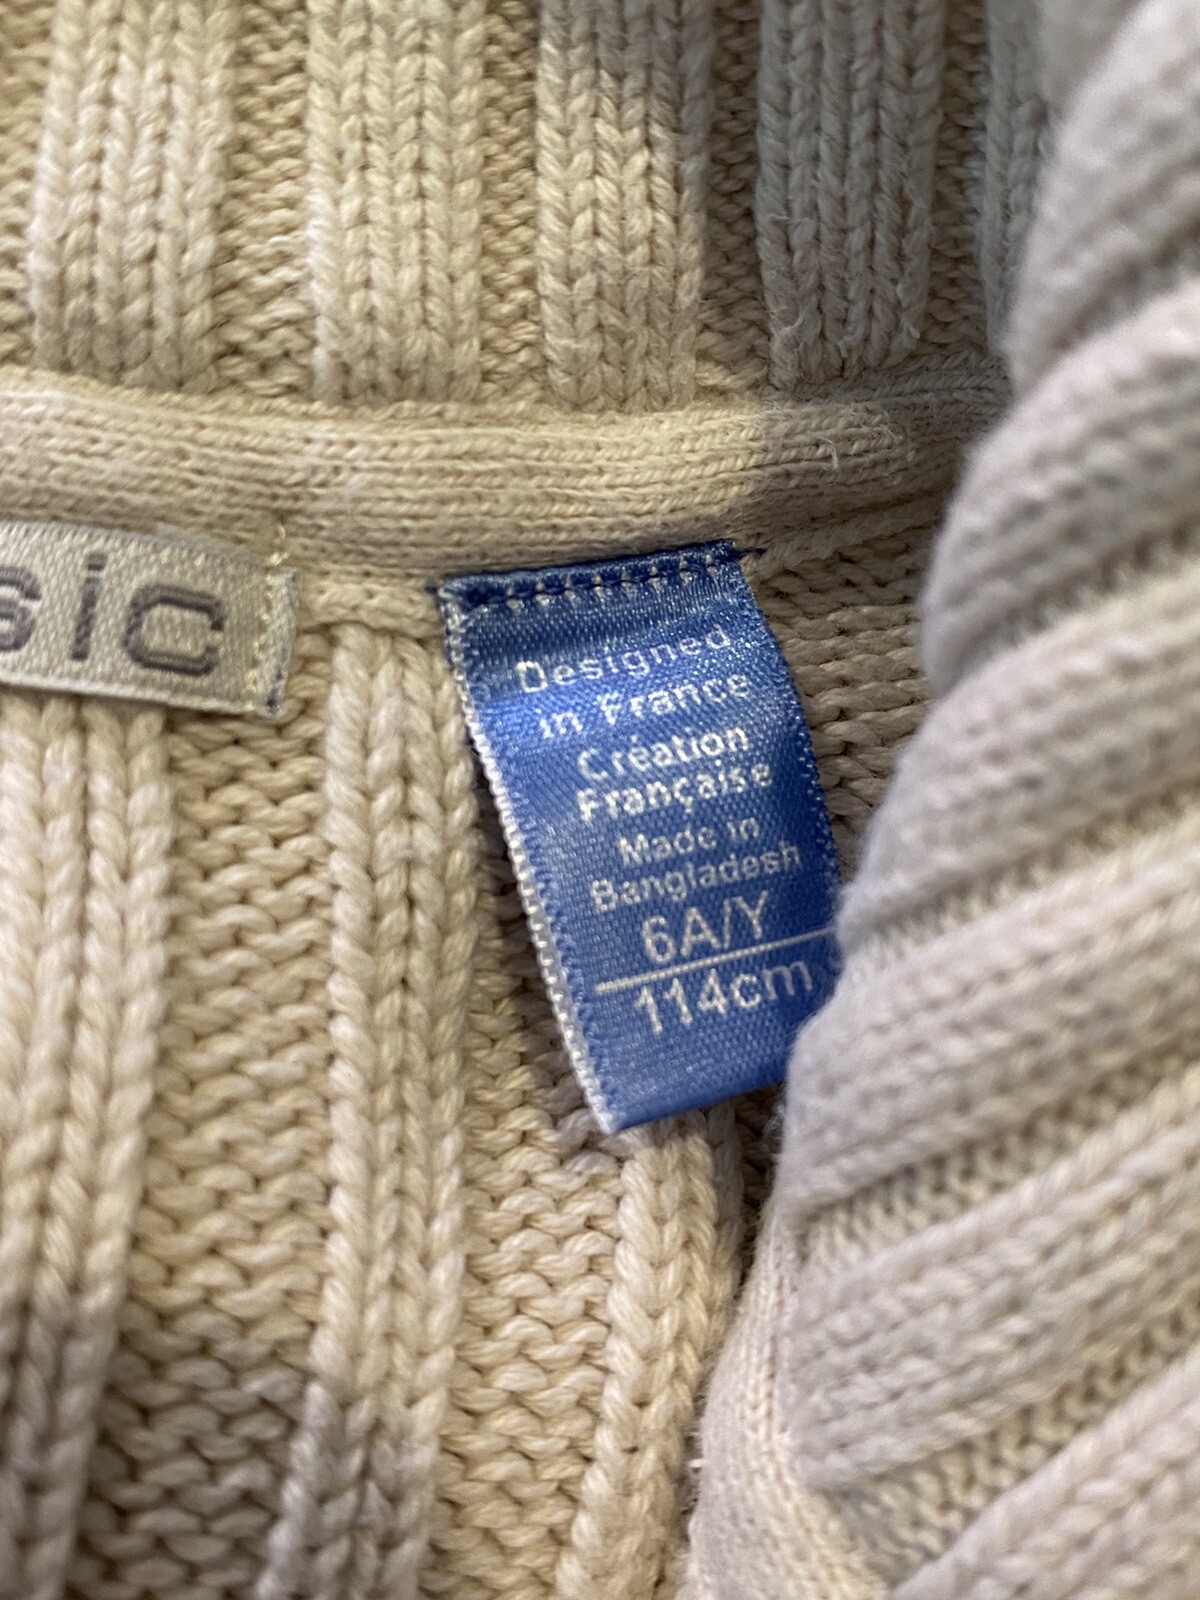 sic
Designed
in France
Création
Française
Made in
Bangladesh
6A/Y
114cm